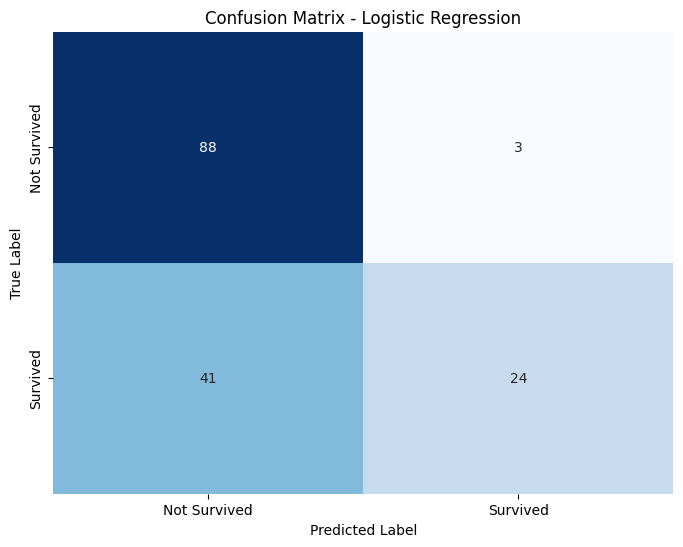 Confusion Matrix - Logistic Regression
True Label
Not Survived
88
3
Survived
41
24
Not Survived
Survived
Predicted Label